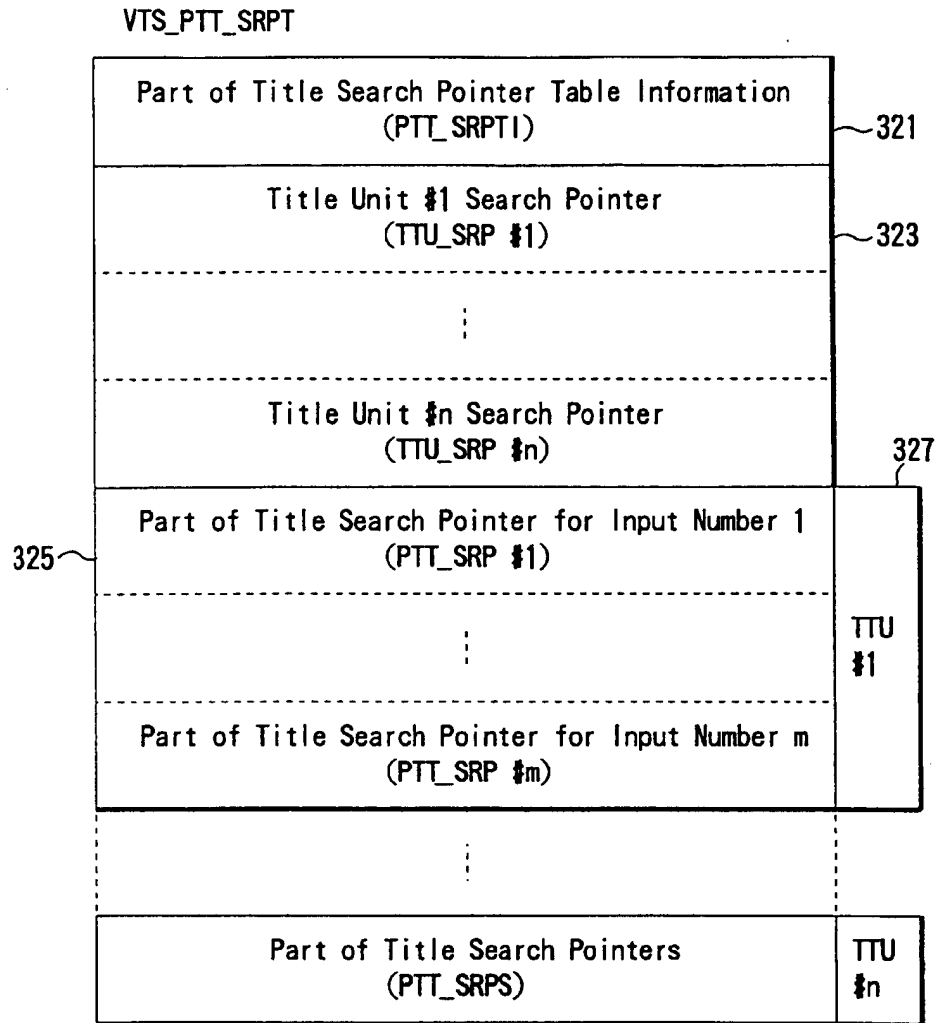 VTS_PTT_SRPT
Part of Title Search Pointer Table Information
(PTT_SRPTI)
321
Title Unit #1 Search Pointer
(TTU_SRP #1)
323
Title Unit #n Search Pointer
(TTU_SRP #n)
327
Part of Title Search Pointer for Input Number 1
(PTT_SRP #1)
325
TTU
#1
Part of Title Search Pointer for Input Number m
(PTT_SRP #m)
Part of Title Search Pointers
(PTT_SRPS)
TTU
#n